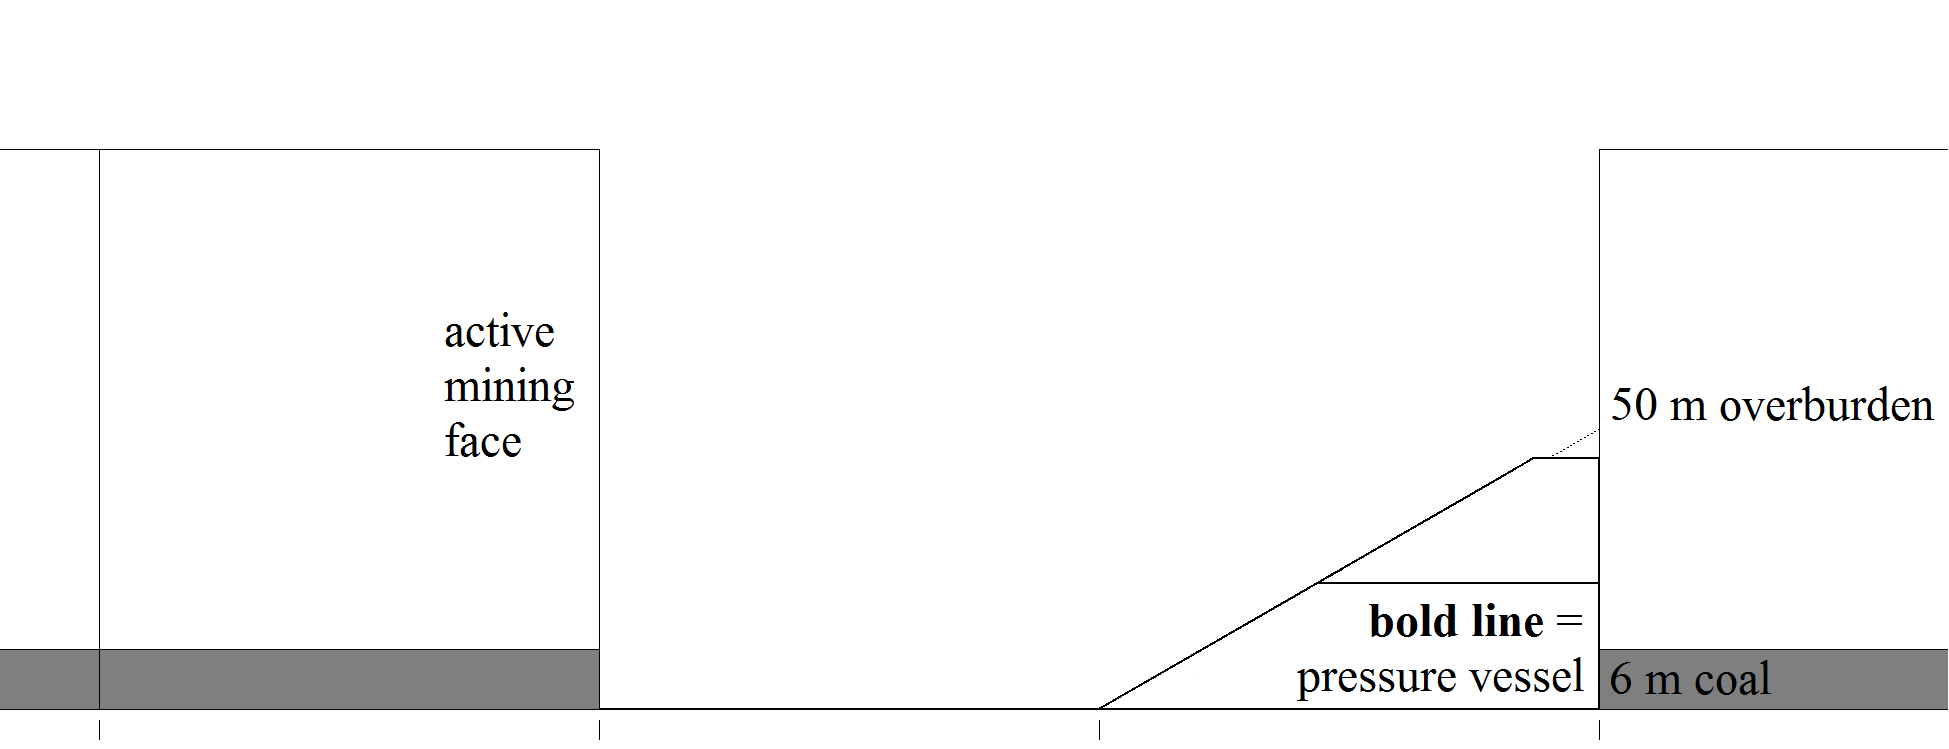 active
mining
face
50 m overburden
bold line =
pressure vessel
6 m coal